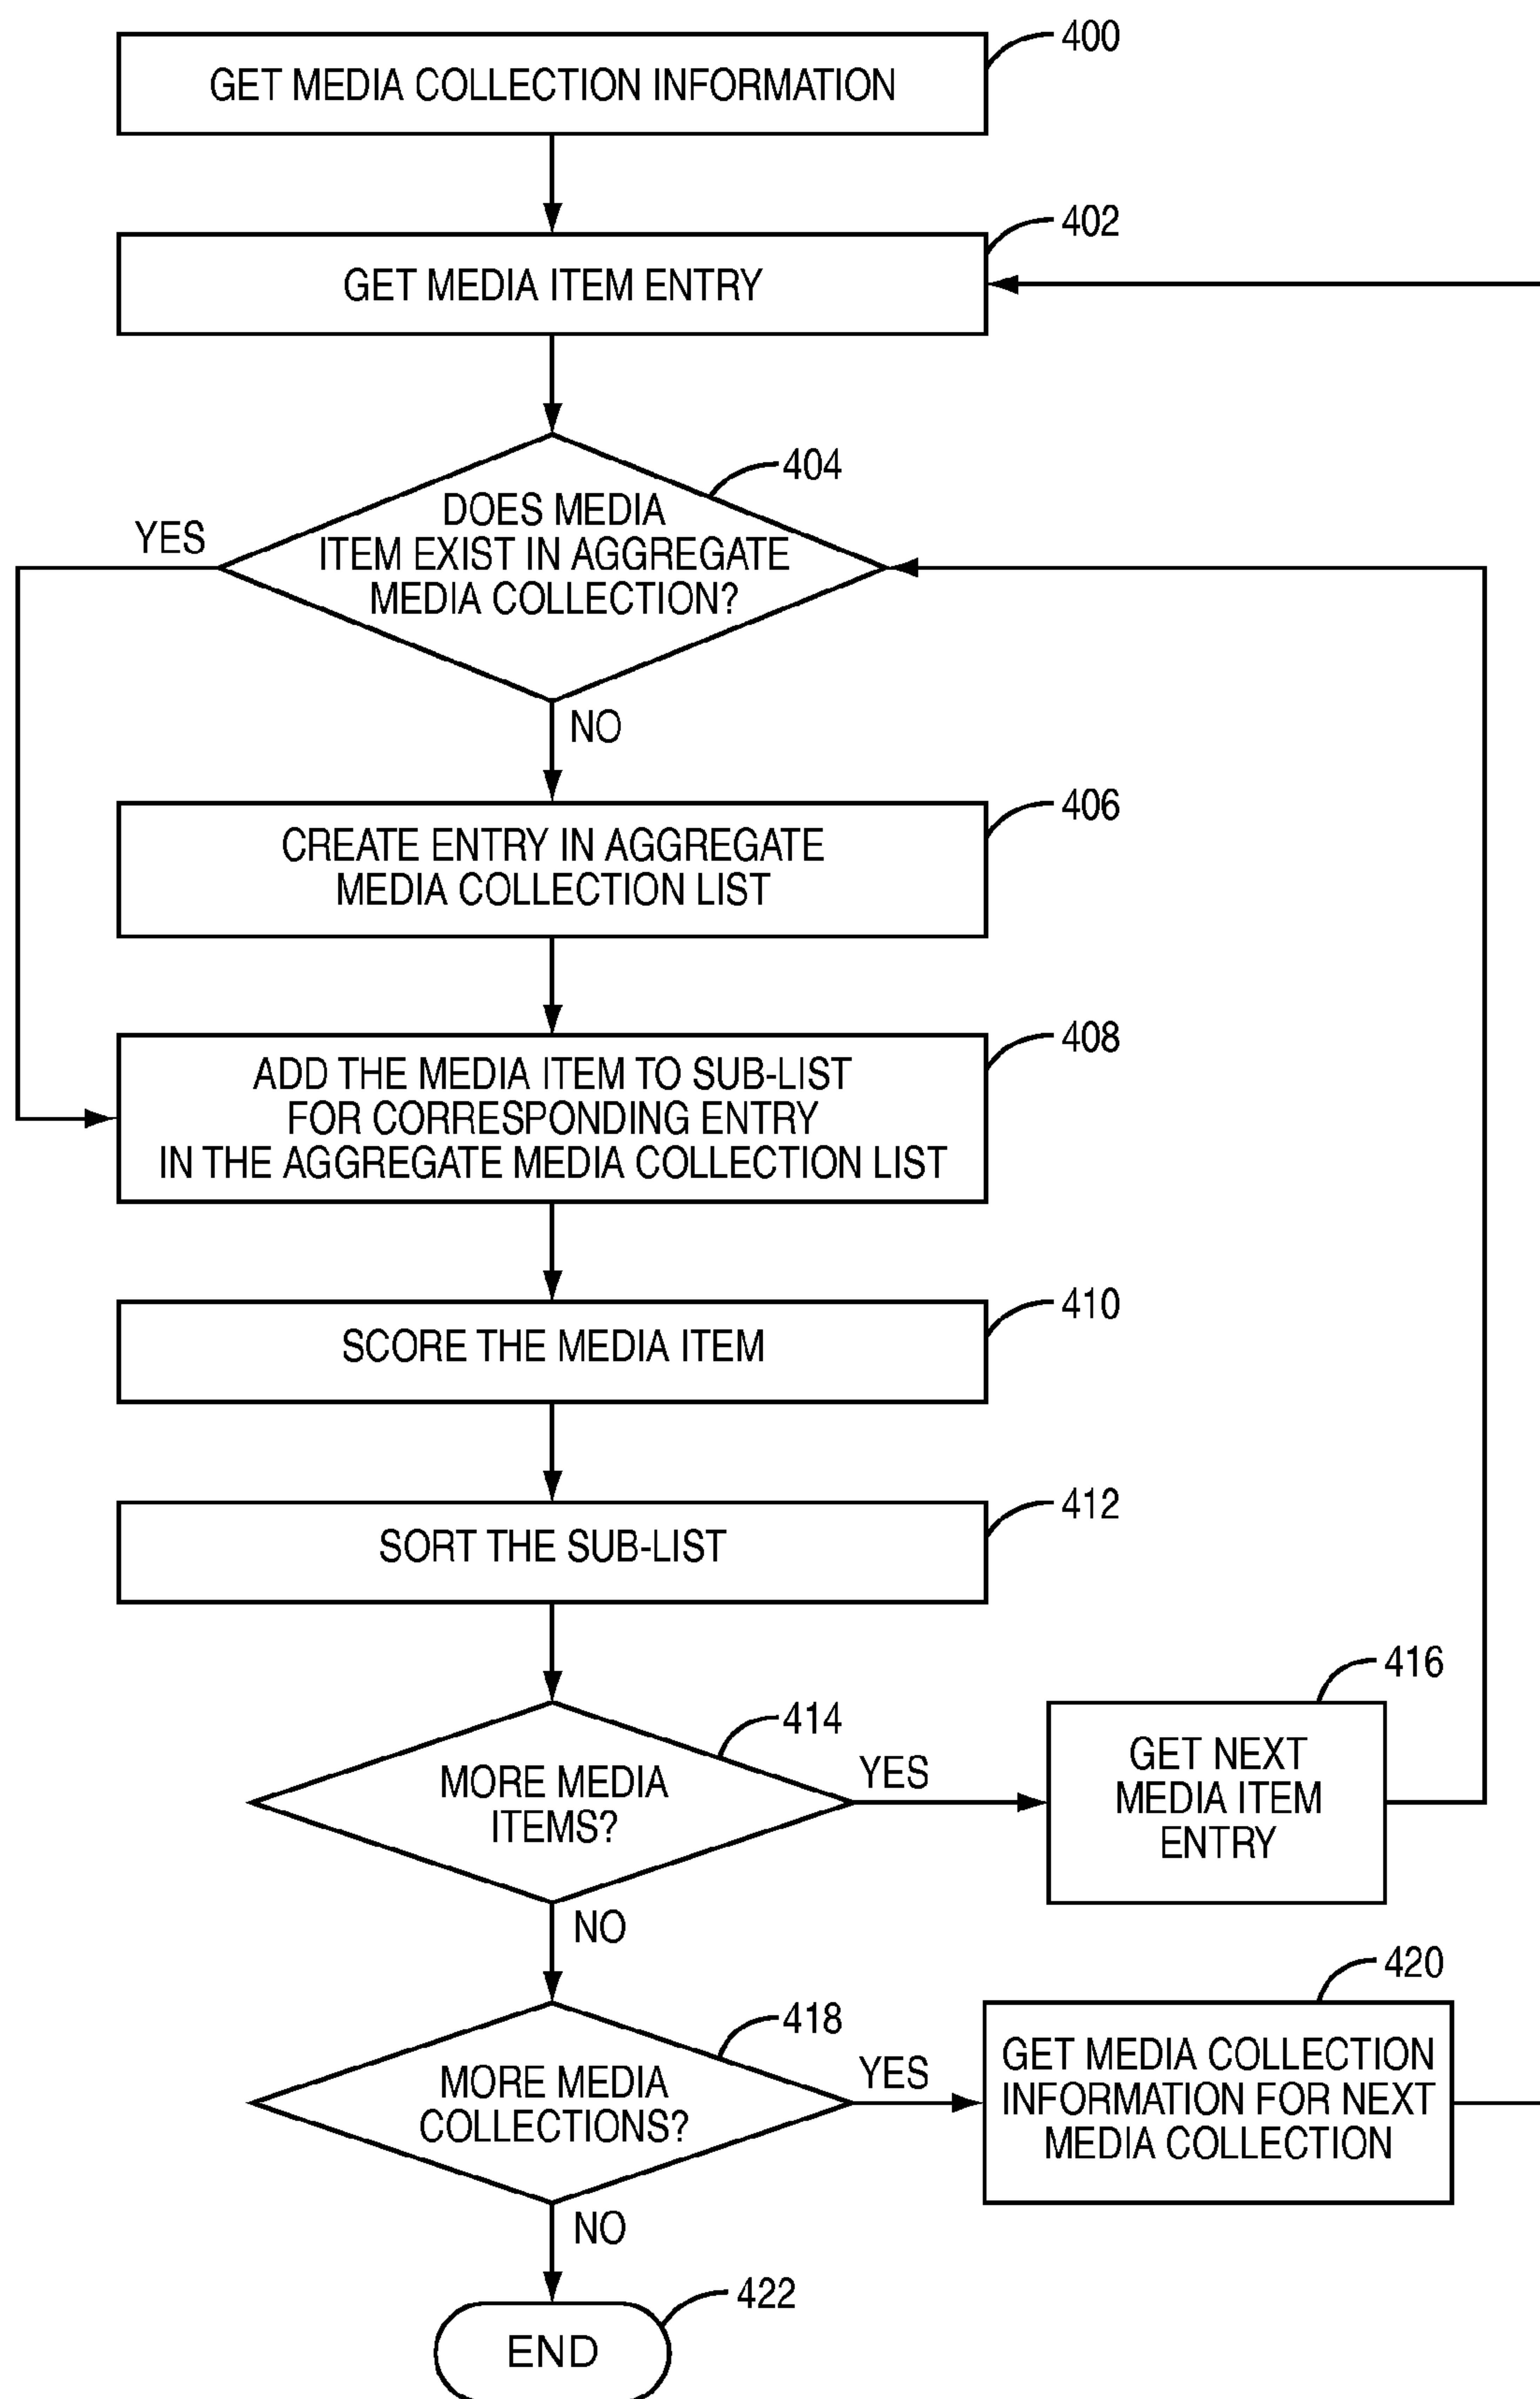 400
GET MEDIA COLLECTION INFORMATION
402
GET MEDIA ITEM ENTRY
404
DOES MEDIA
ITEM EXIST IN AGGREGATE
MEDIA COLLECTION?
YES
NO
406
CREATE ENTRY IN AGGREGATE
MEDIA COLLECTION LIST
408
ADD THE MEDIA ITEM TO SUB-LIST
FOR CORRESPONDING ENTRY
IN THE AGGREGATE MEDIA COLLECTION LIST
410
SCORE THE MEDIA ITEM
412
SORT THE SUB-LIST
414
MORE MEDIA
ITEMS?
YES
416
GET NEXT
MEDIA ITEM
ENTRY
NO
418
MORE MEDIA
COLLECTIONS?
YES
420
GET MEDIA COLLECTION
INFORMATION FOR NEXT
MEDIA COLLECTION
NO
422
END